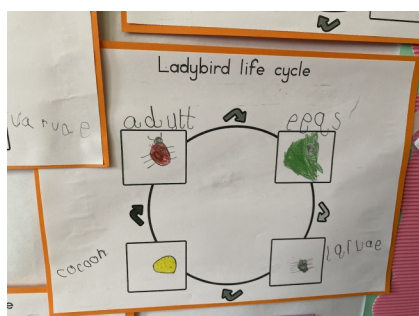 Ladybird life cycle
adult
eggs
varvae
cocoon
larvae